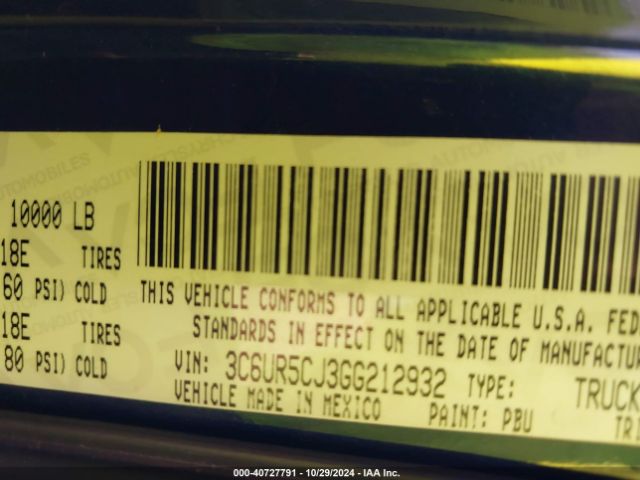 10000 LB
18E TIRES
60 PSI) COLD
18E TIRES
80 PSI) COLD
THIS VEHICLE CONFORMS TO ALL APPLICABLE U.S.A. FED
STANDARDS IN EFFECT ON THE DATE OF MANUFACTU
VIN: 3C6UR5CJ3GG212932 TYPE: TRUCK
VEHICLE MADE IN MEXICO PAINT: PBU
000-40727791 - 10/29/2024 - IAA Inc.